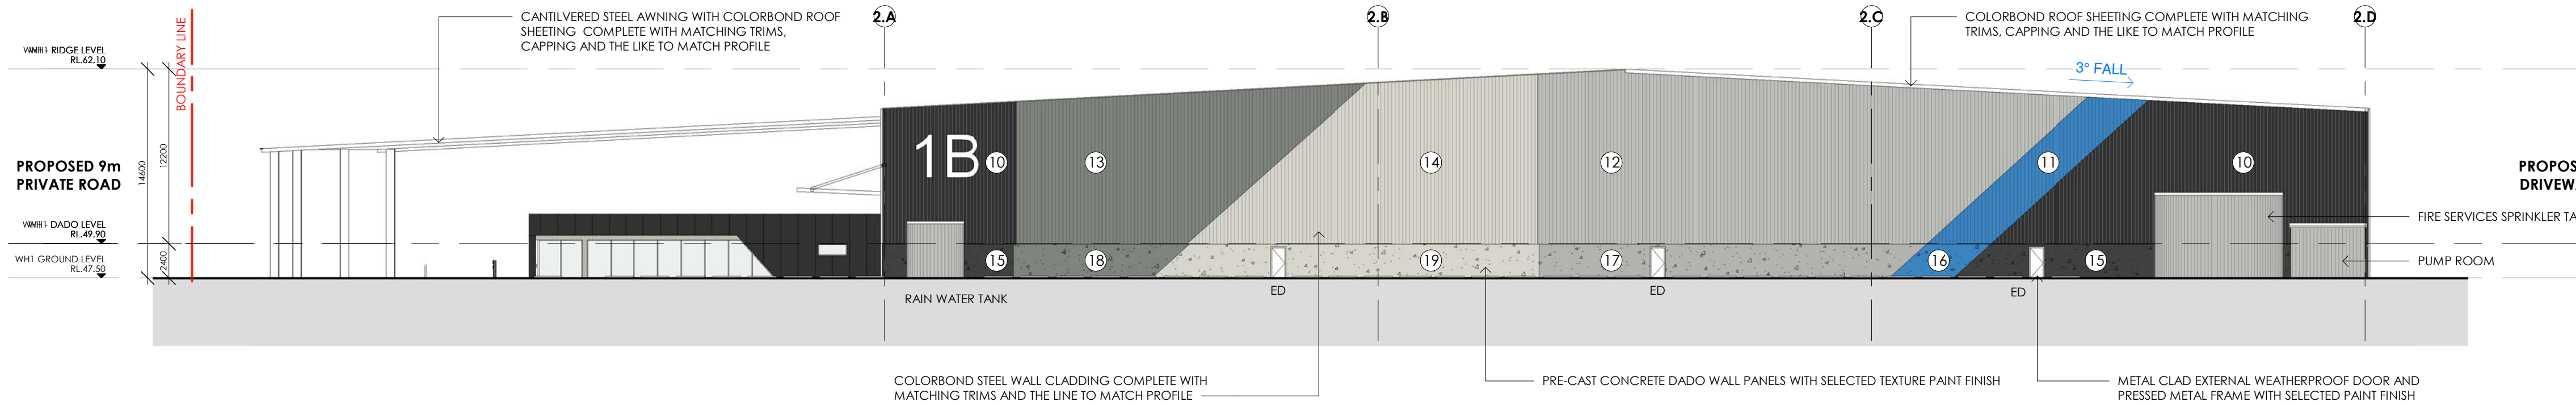 CANTILVERED STEEL AWNING WITH COLORBOND ROOF
SHEETING COMPLETE WITH MATCHING TRIMS,
CAPPING AND THE LIKE TO MATCH PROFILE
2.A
2.B
2.C
COLORBOND ROOF SHEETING COMPLETE WITH MATCHING
TRIMS, CAPPING AND THE LIKE TO MATCH PROFILE
2.D
BOUNDARY LINE
RIDGE LEVEL
RL.62.10
3° FALL
PROPOSED 9m
PRIVATE ROAD
14600
12200
2400
1B
10
13
14
12
11
10
PROPOS
DRIVEW
DADO LEVEL
RL.49.90
WH1 GROUND LEVEL
RL.47.50
15
18
19
17
16
15
FIRE SERVICES SPRINKLER TA
PUMP ROOM
RAIN WATER TANK
ED
ED
ED
COLORBOND STEEL WALL CLADDING COMPLETE WITH
MATCHING TRIMS AND THE LINE TO MATCH PROFILE
PRE-CAST CONCRETE DADO WALL PANELS WITH SELECTED TEXTURE PAINT FINISH
METAL CLAD EXTERNAL WEATHERPROOF DOOR AND
PRESSED METAL FRAME WITH SELECTED PAINT FINISH